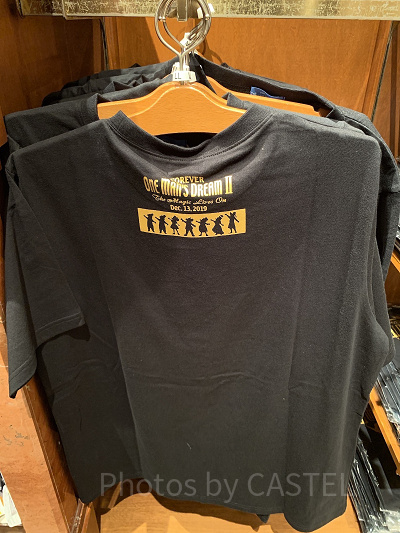 FOREVER
ONE MAN'S DREAM II
The Magic Lives On
Dec. 13, 2019
Photos by CASTEL